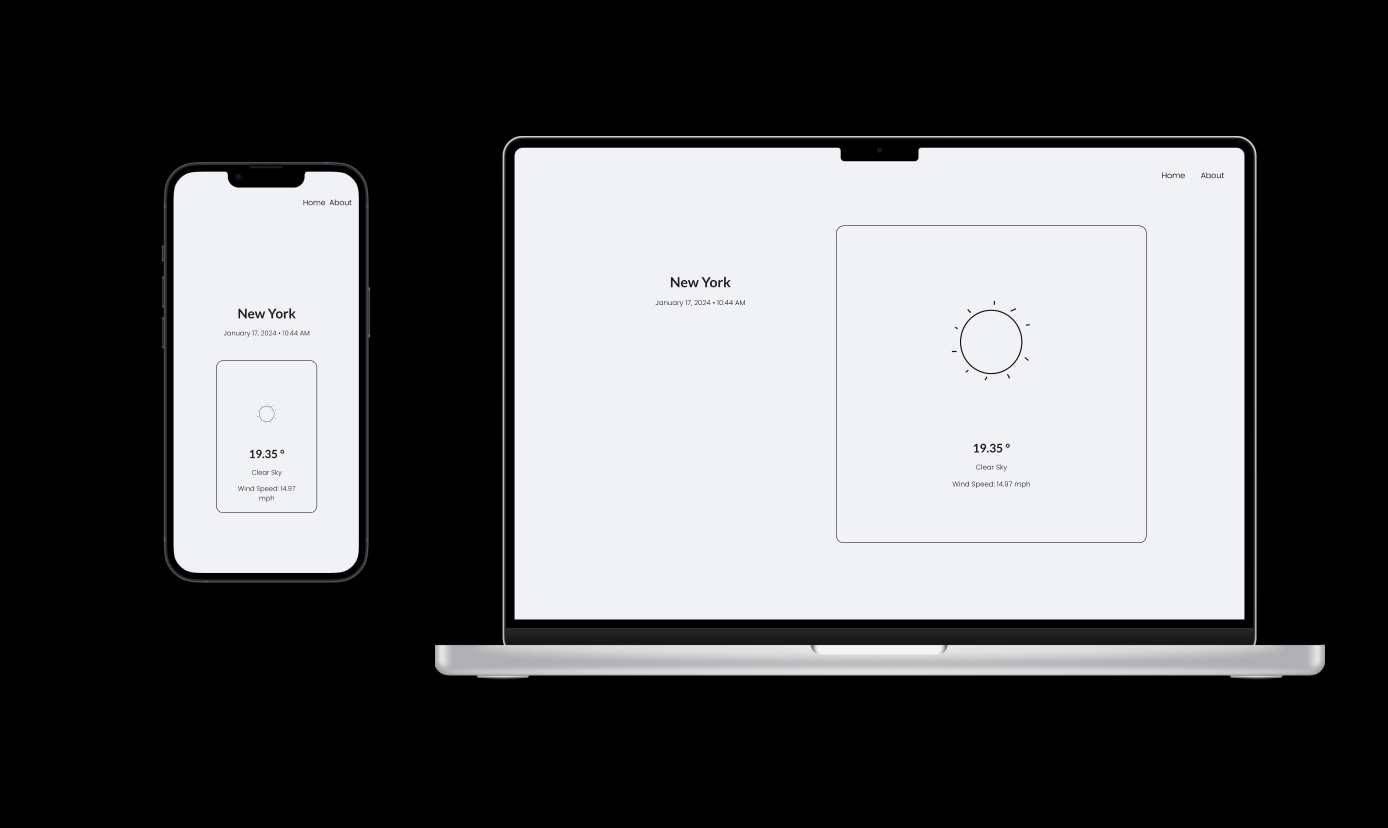 Home About
New York
January 17, 2024 • 10:44 AM
19.35 °
Clear Sky
Wind Speed: 14.97
mph
Home About
New York
January 17, 2024 • 10:44 AM
19.35 °
Clear Sky
Wind Speed: 14.97 mph